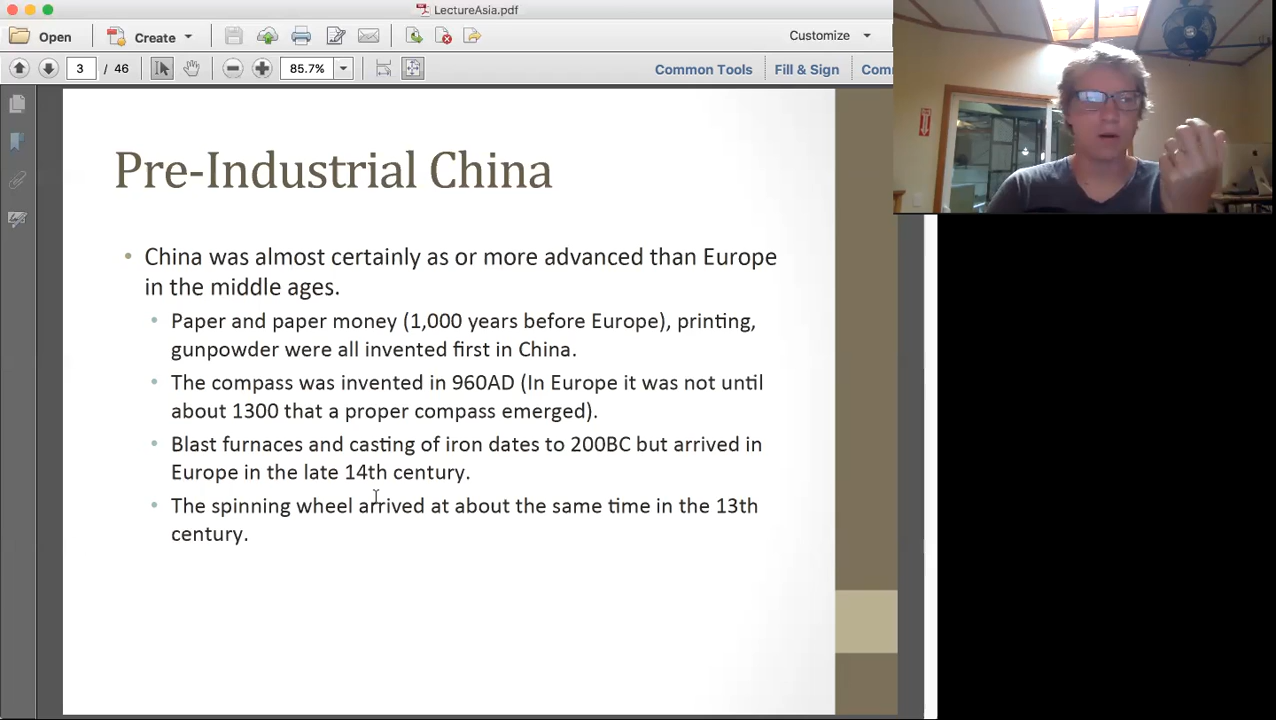 LectureAsia.pdf
Open
Create
Customize
3 / 46
85.7%
Common Tools
Fill & Sign
Com
Pre-Industrial China
• China was almost certainly as or more advanced than Europe
in the middle ages.
• Paper and paper money (1,000 years before Europe), printing,
gunpowder were all invented first in China.
• The compass was invented in 960AD (In Europe it was not until
about 1300 that a proper compass emerged).
• Blast furnaces and casting of iron dates to 200BC but arrived in
Europe in the late 14th century.
• The spinning wheel arrived at about the same time in the 13th
century.